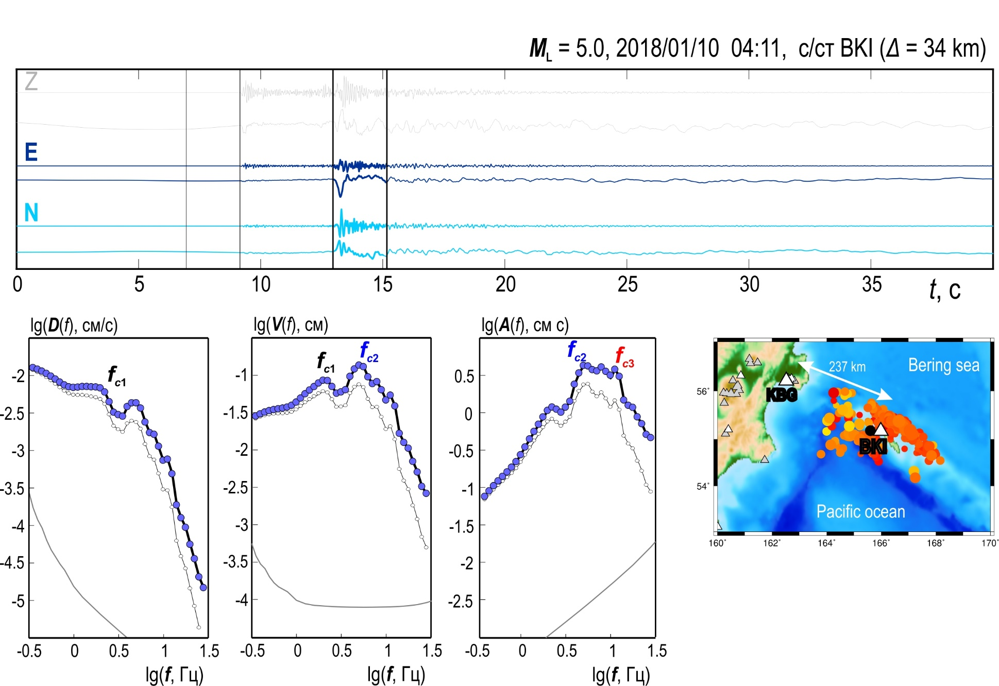 M_L = 5.0, 2018/01/10 04:11, с/ст BKI (Δ = 34 km)
Z
E
N
0 5 10 15 20 25 30 35 t, с
lg(D(f), см/с) lg(V(f), см) lg(A(f), см с)
f_c1
f_c1 f_c2
f_c2 f_c3
-2
-2.5
-3
-3.5
-4
-4.5
-5
-0.5 0 0.5 1 1.5
lg(f, Гц)
-1
-1.5
-2
-2.5
-3
-3.5
-4
-0.5 0 0.5 1 1.5
lg(f, Гц)
0.5
0
-0.5
-1
-1.5
-2
-2.5
-0.5 0 0.5 1 1.5
lg(f, Гц)
237 km Bering sea
KBG
56°
BKI
54°
Pacific ocean
160° 162° 164° 166° 168° 170°